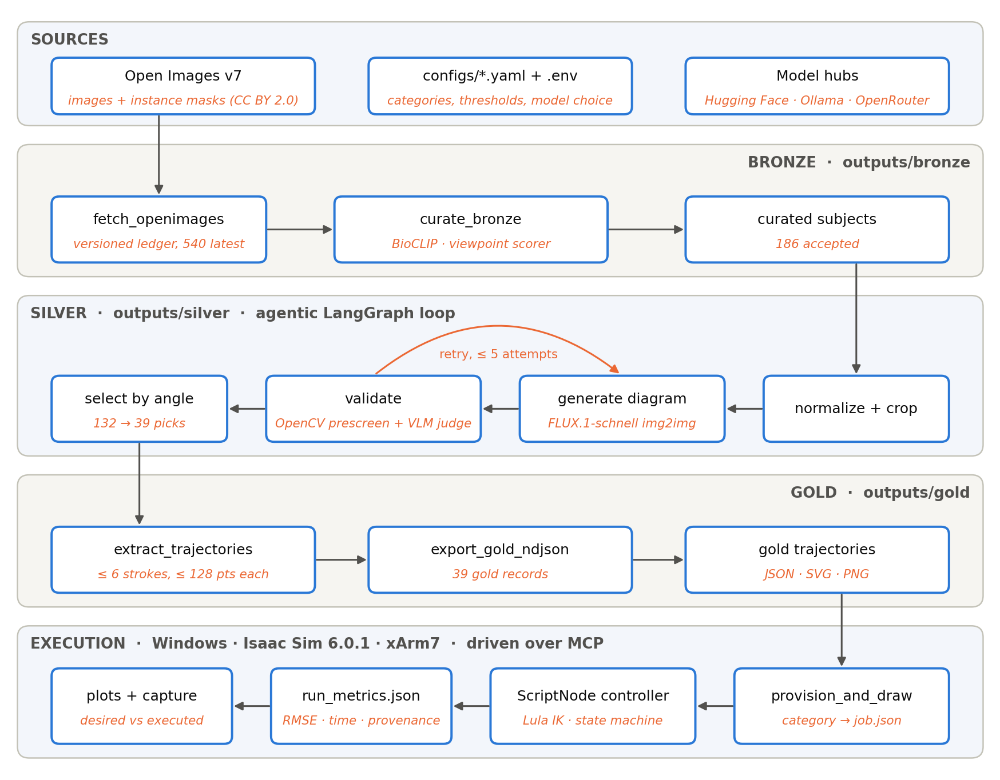 SOURCES
Open Images v7
images + instance masks (CC BY 2.0)
configs/*.yaml + .env
categories, thresholds, model choice
Model hubs
Hugging Face · Ollama · OpenRouter
BRONZE · outputs/bronze
fetch_openimages
versioned ledger, 540 latest
curate_bronze
BioCLIP · viewpoint scorer
curated subjects
186 accepted
SILVER · outputs/silver · agentic LangGraph loop
retry, ≤ 5 attempts
select by angle
132 → 39 picks
validate
OpenCV prescreen + VLM judge
generate diagram
FLUX.1-schnell img2img
normalize + crop
GOLD · outputs/gold
extract_trajectories
≤ 6 strokes, ≤ 128 pts each
export_gold_ndjson
39 gold records
gold trajectories
JSON · SVG · PNG
EXECUTION · Windows · Isaac Sim 6.0.1 · xArm7 · driven over MCP
plots + capture
desired vs executed
run_metrics.json
RMSE · time · provenance
ScriptNode controller
Lula IK · state machine
provision_and_draw
category → job.json